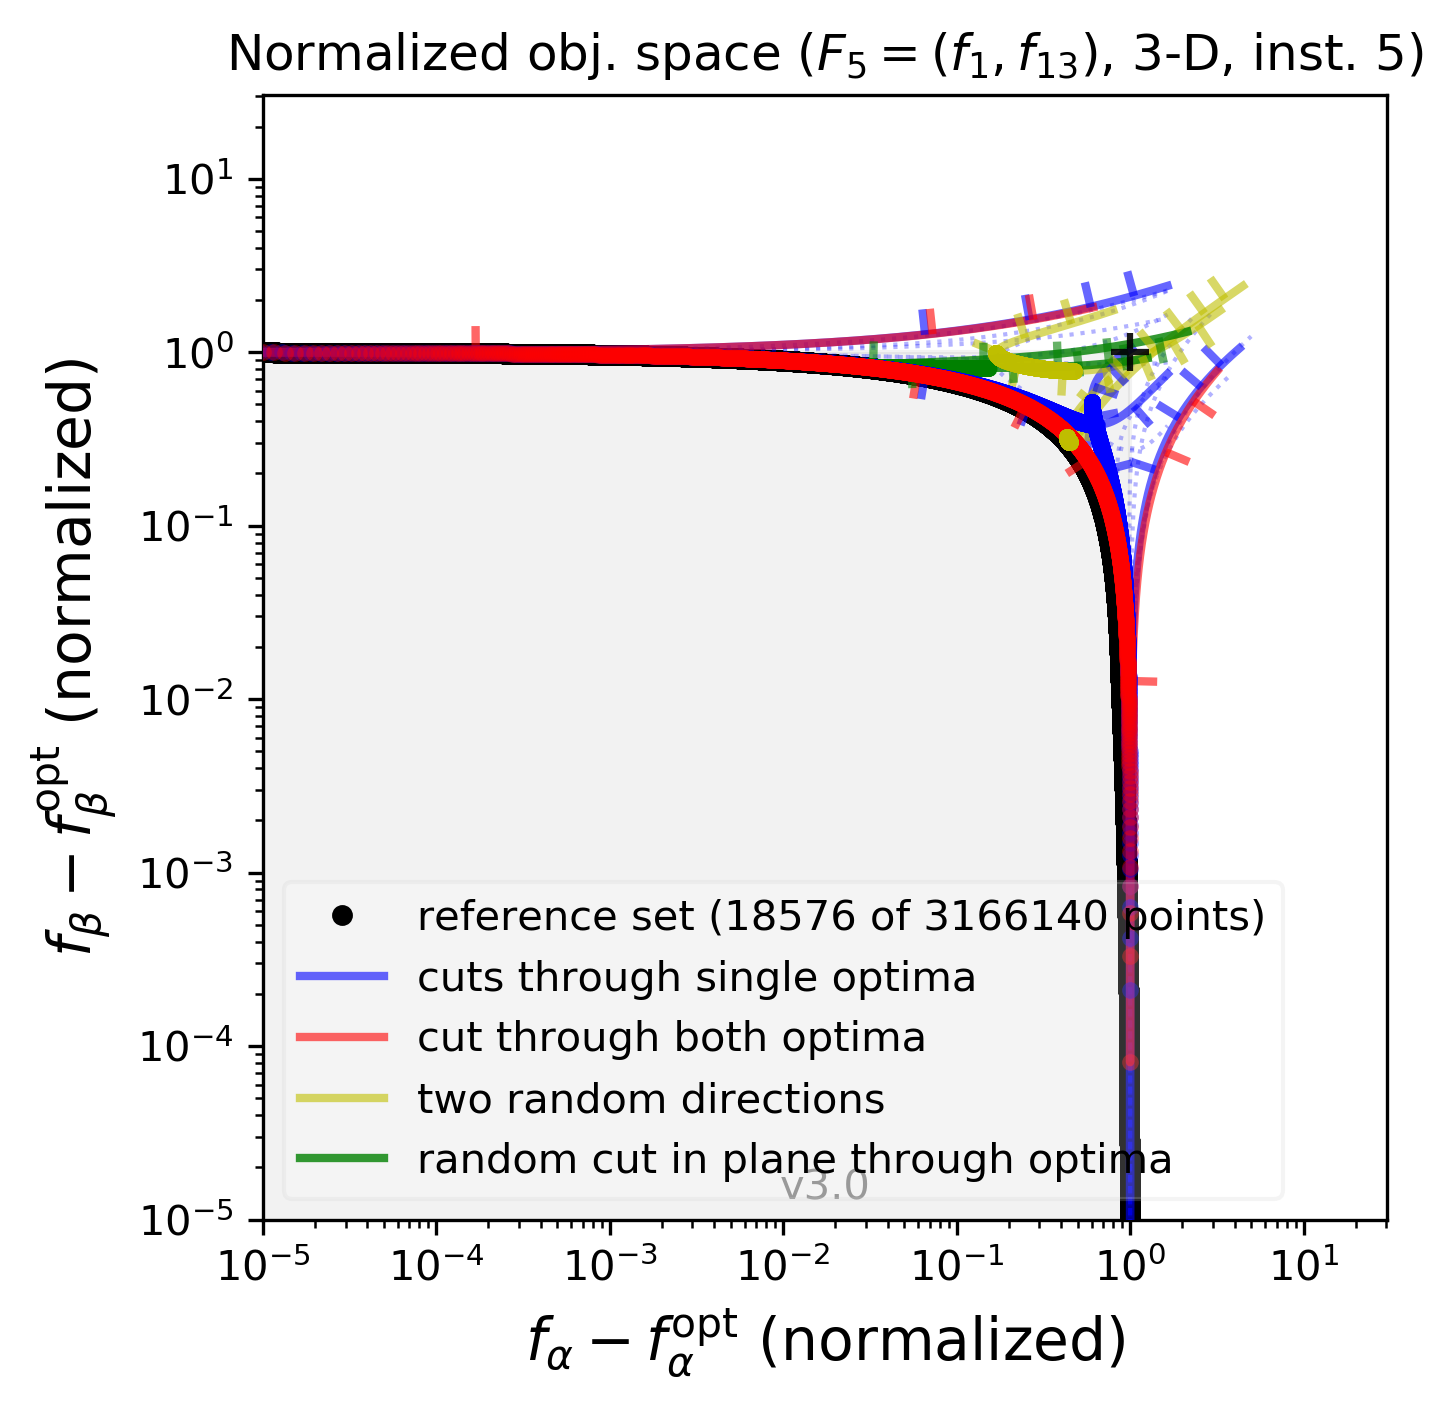 Normalized obj. space (F₅ = (f₁, f₁₃), 3-D, inst. 5)
f_β − f_β^opt (normalized)
10¹
10⁰
10⁻¹
10⁻²
10⁻³
10⁻⁴
10⁻⁵
reference set (18576 of 3166140 points)
cuts through single optima
cut through both optima
two random directions
random cut in plane through optima
v3.0
10⁻⁵ 10⁻⁴ 10⁻³ 10⁻² 10⁻¹ 10⁰ 10¹
f_α − f_α^opt (normalized)